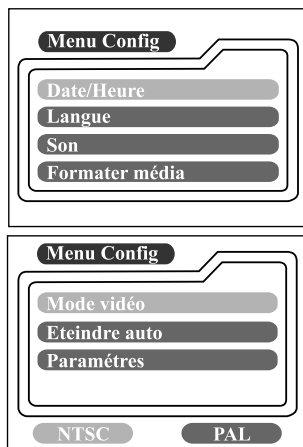 Menu Config
Date/Heure
Langue
Son
Formater média
Menu Config
Mode vidéo
Eteindre auto
Paramétres
NTSC PAL